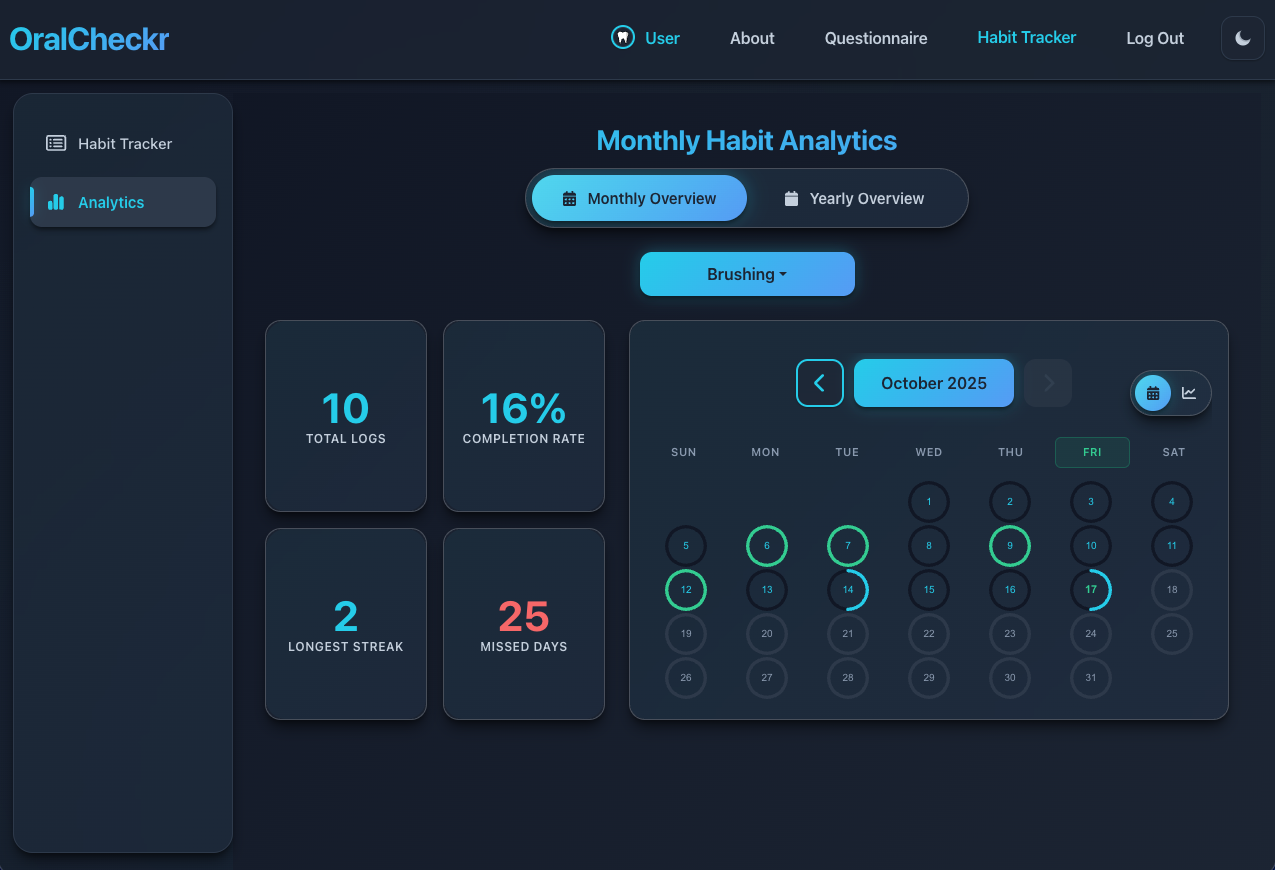 OralCheckr
User About Questionnaire Habit Tracker Log Out
Habit Tracker
Analytics
Monthly Habit Analytics
Monthly Overview Yearly Overview
Brushing
10
TOTAL LOGS
16%
COMPLETION RATE
2
LONGEST STREAK
25
MISSED DAYS
October 2025
SUN MON TUE WED THU FRI SAT
1 2 3 4
5 6 7 8 9 10 11
12 13 14 15 16 17 18
19 20 21 22 23 24 25
26 27 28 29 30 31